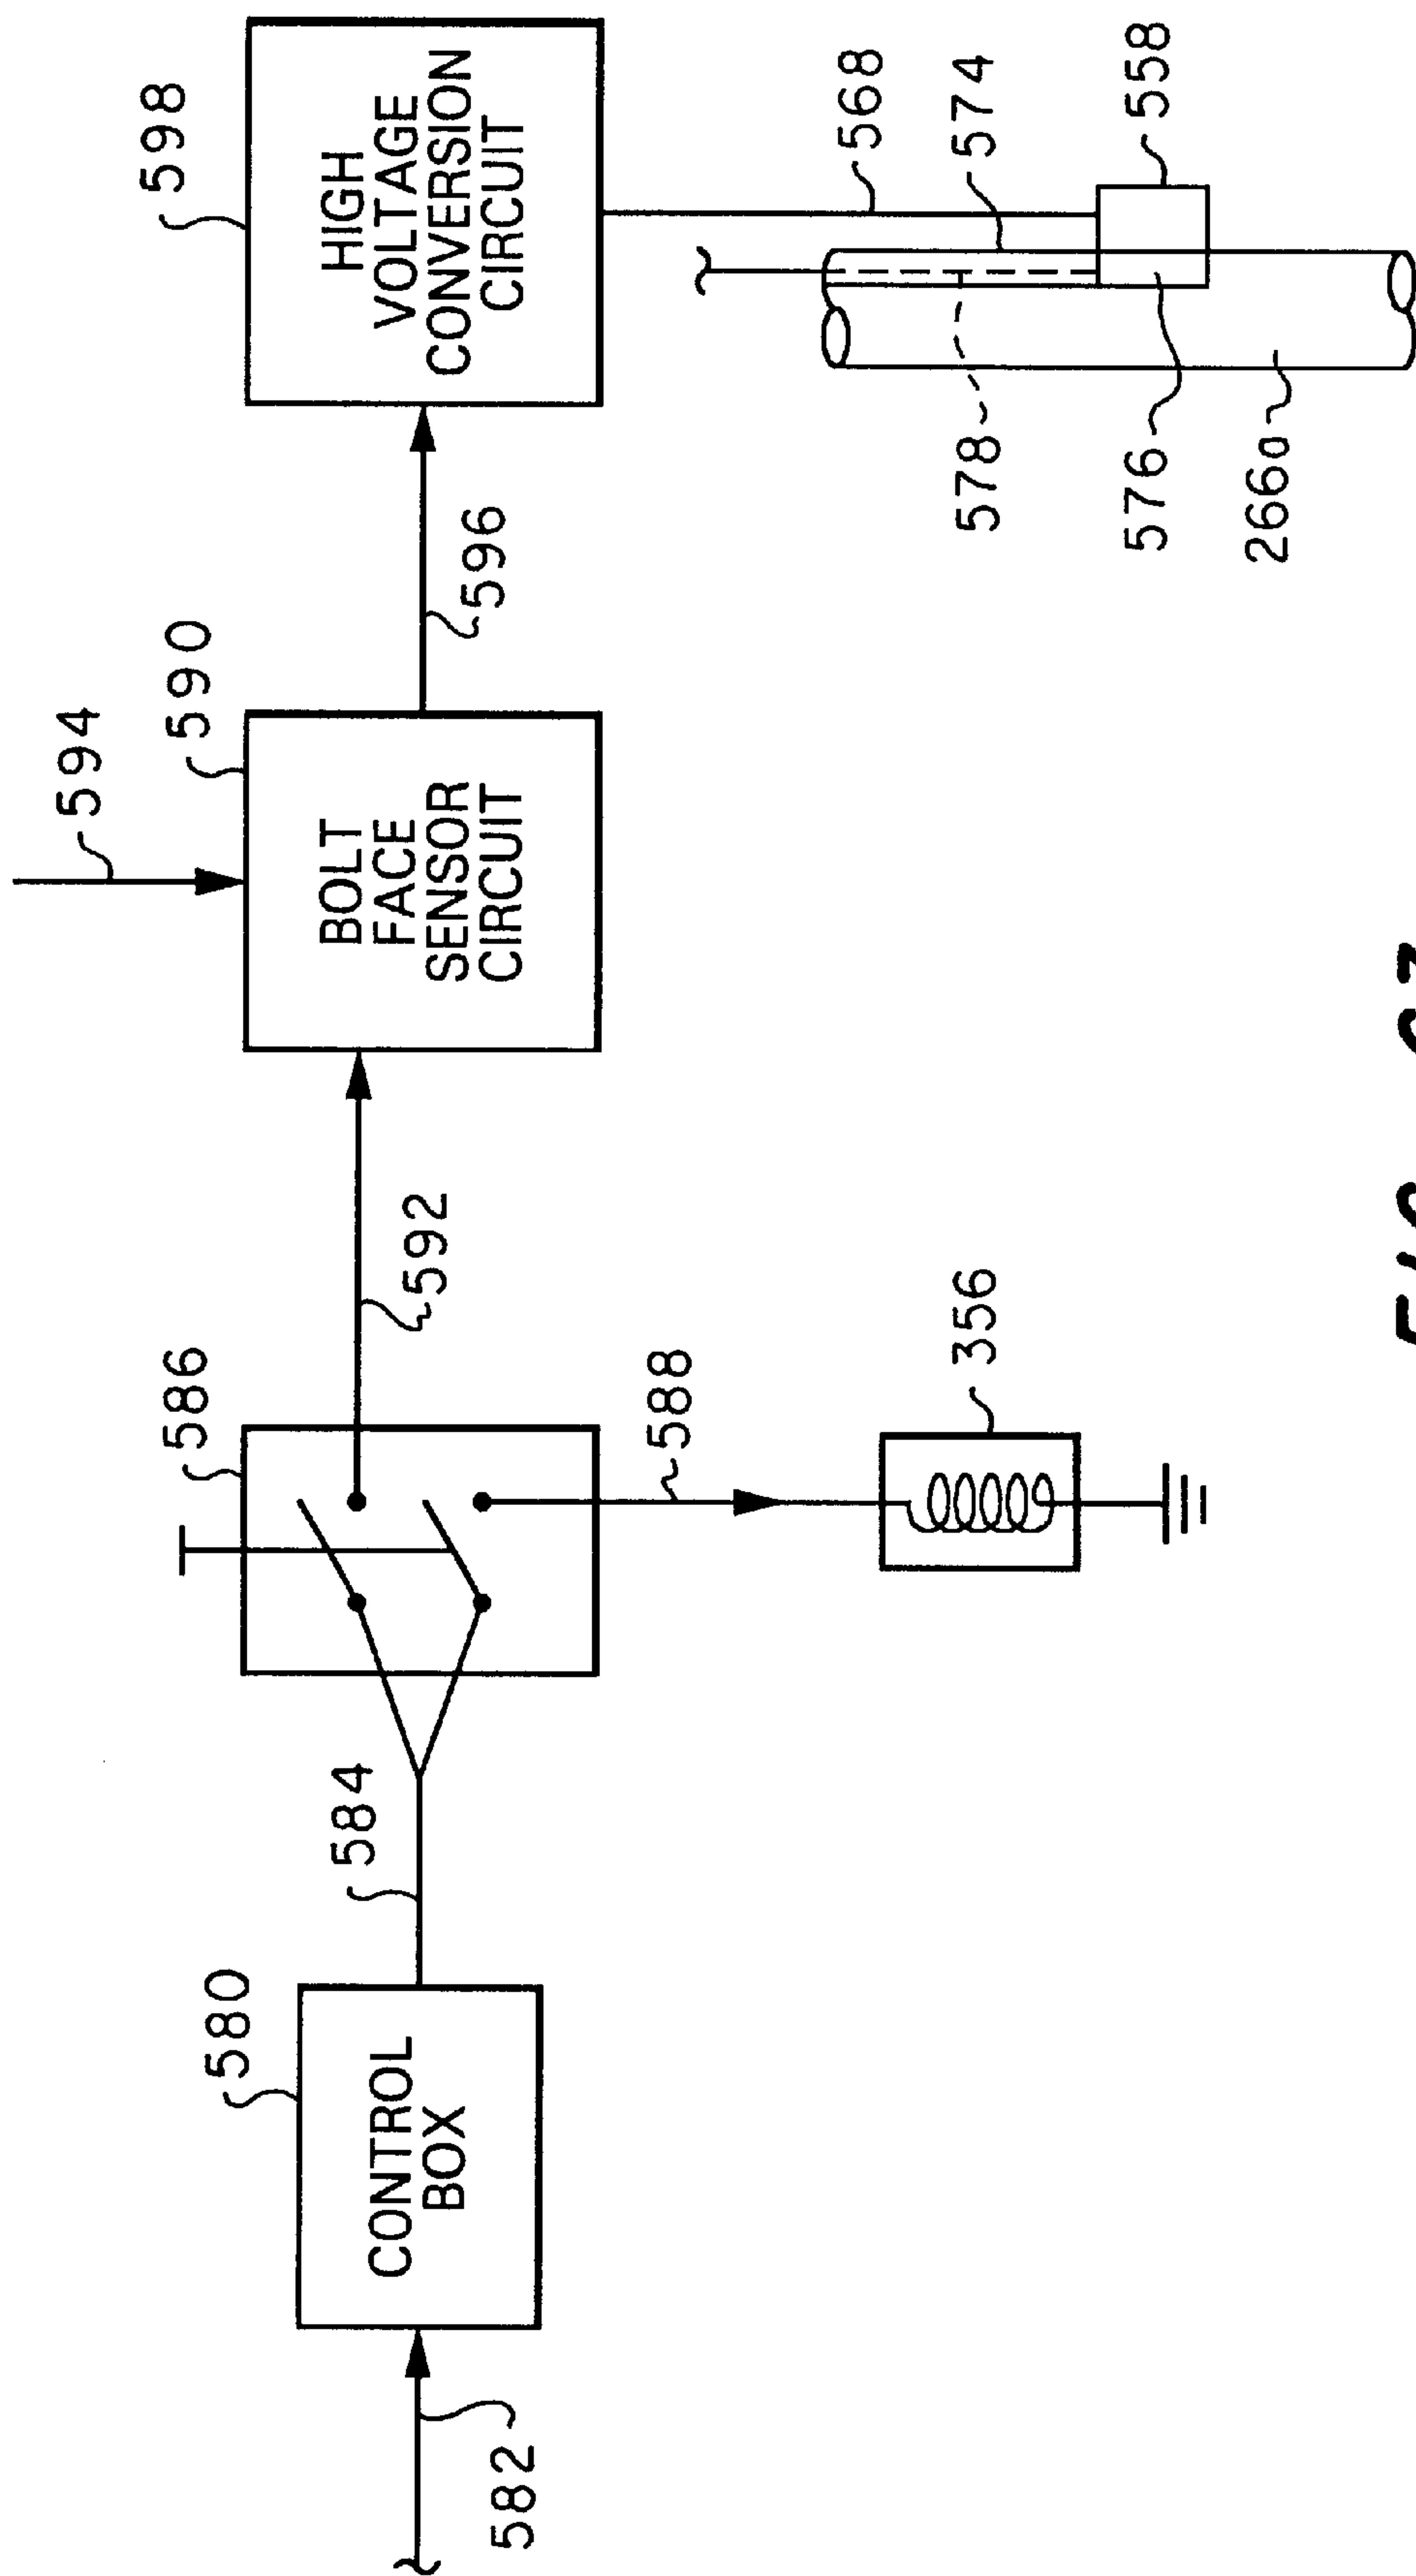 594
598
590
586
580
HIGH
VOLTAGE
CONVERSION
CIRCUIT
BOLT
FACE
SENSOR
CIRCUIT
584
CONTROL
BOX
592
596
582
588
568
356
574
578
558
576
266a